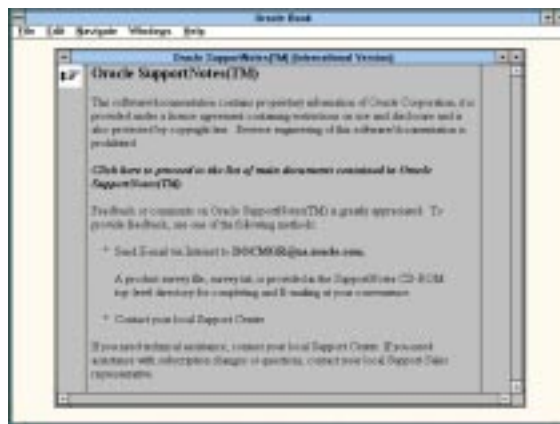 Oracle Book
File Edit Navigate Windows Help
Oracle SupportNotes(TM) (International Version)
Oracle SupportNotes(TM)
This software/documentation contains proprietary information of Oracle Corporation; it is
provided under a license agreement containing restrictions on use and disclosure and is
also protected by copyright law. Reverse engineering of this software/documentation is
prohibited.
Click here to proceed to the list of main documents contained in Oracle
SupportNotes(TM)
Feedback or comments on Oracle SupportNotes(TM) is greatly appreciated. To
provide feedback, use one of the following methods:
* Send E-mail via Internet to DOCMGR@us.oracle.com.
A product survey file, survey.txt, is provided in the SupportNotes CD-ROM
top level directory for completing and E-mailing at your convenience.
* Contact your local Support Center
If you need technical assistance, contact your local Support Center. If you need
assistance with subscription changes or questions, contact your local Support Sales
representative.